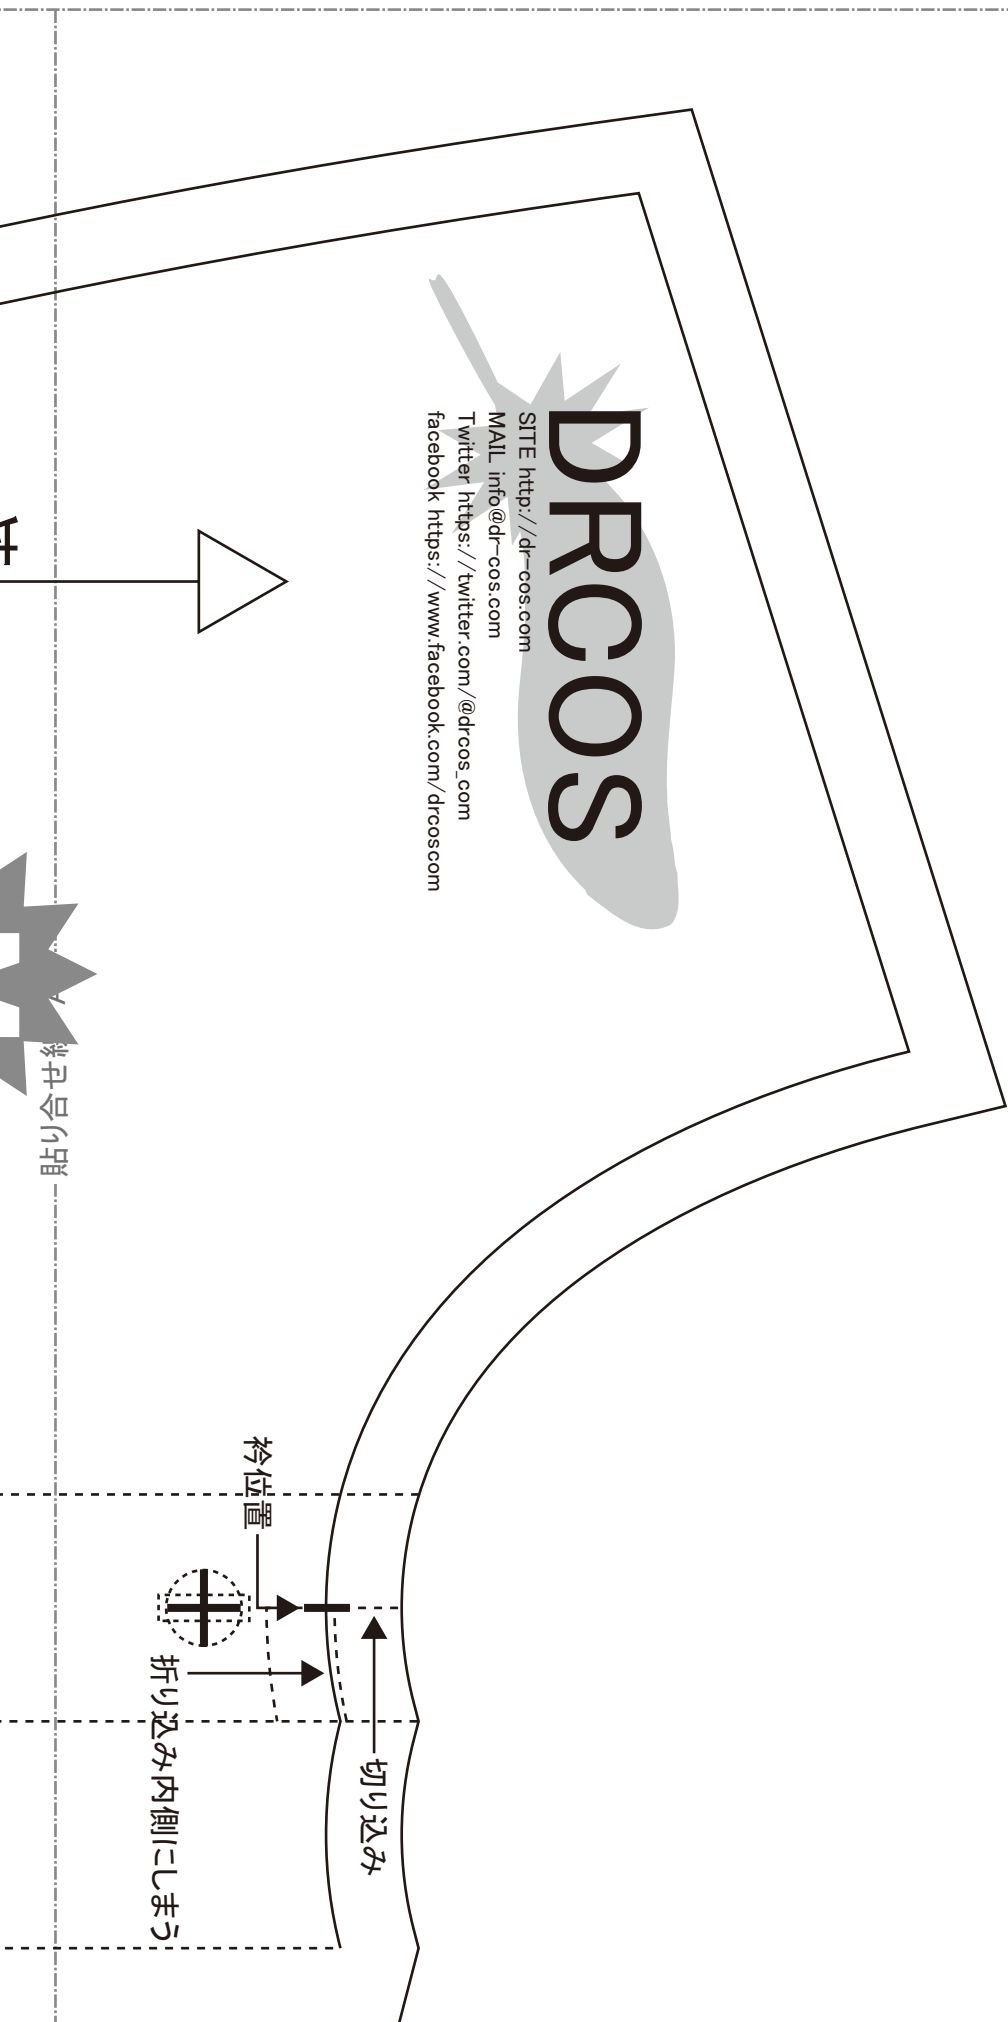 DRCOS
SITE http://dr-cos.com
MAIL info@dr-cos.com
Twitter https://twitter.com/@drcos_com
facebook https://www.facebook.com/drcoscom
貼り合せ線
衿位置
折り込み内側にしまう
切り込み